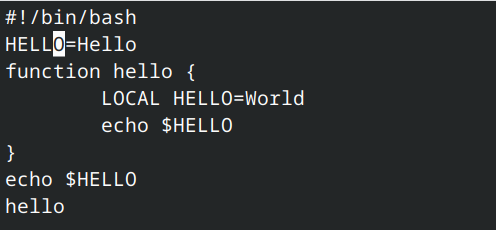 #!/bin/bash
HELLO=Hello
function hello {
        LOCAL HELLO=World
        echo $HELLO
}
echo $HELLO
hello